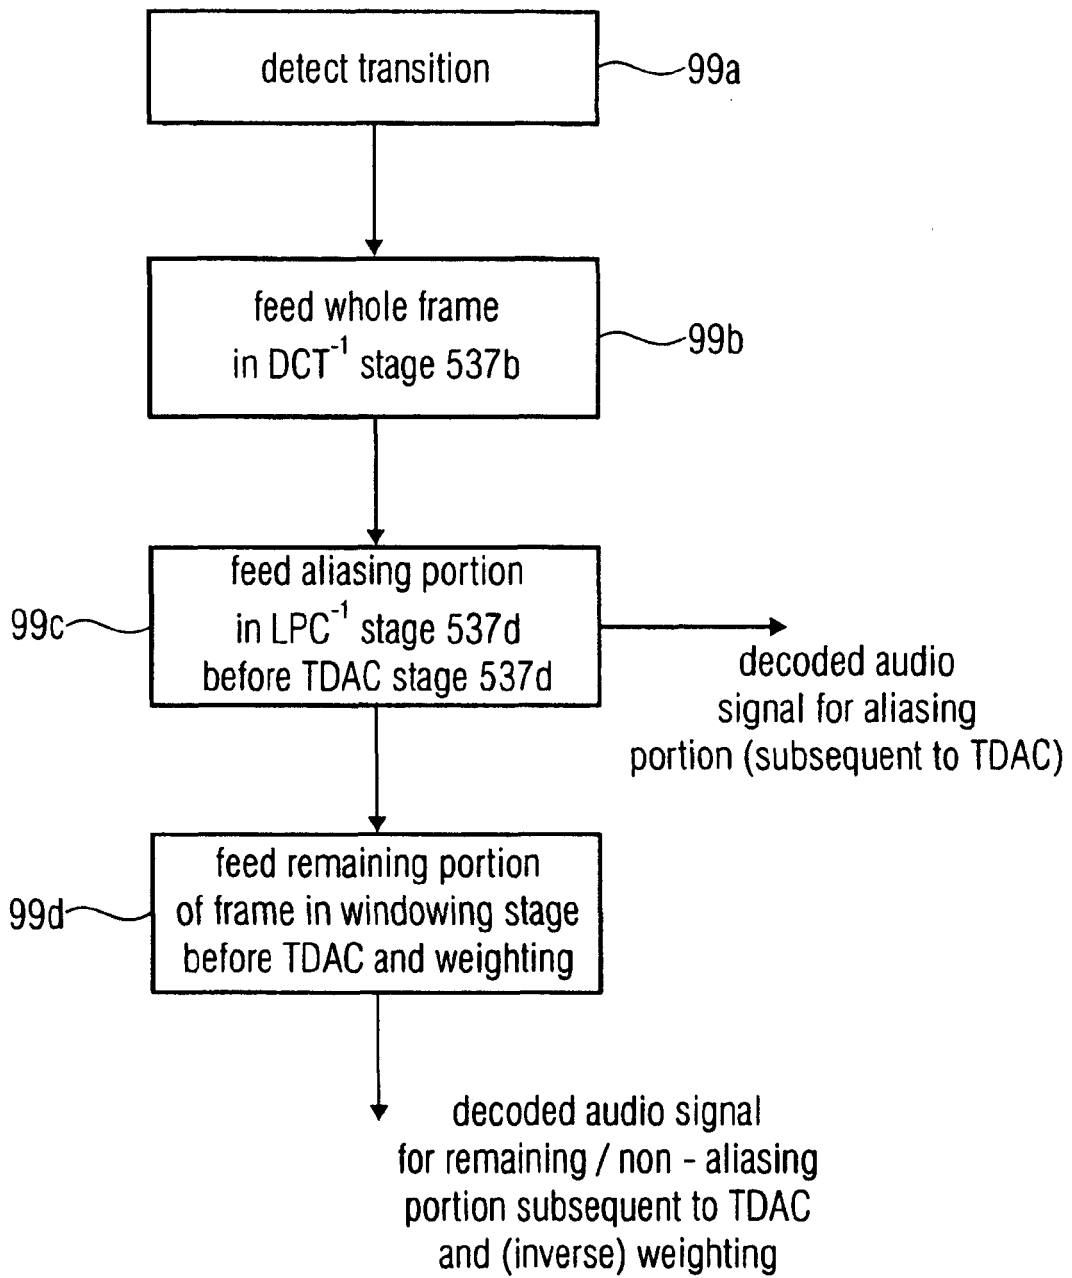 detect transition
99a
feed whole frame
in DCT⁻¹ stage 537b
99b
feed aliasing portion
in LPC⁻¹ stage 537d
before TDAC stage 537d
99c
decoded audio
signal for aliasing
portion (subsequent to TDAC)
feed remaining portion
of frame in windowing stage
before TDAC and weighting
99d
decoded audio signal
for remaining / non - aliasing
portion subsequent to TDAC
and (inverse) weighting